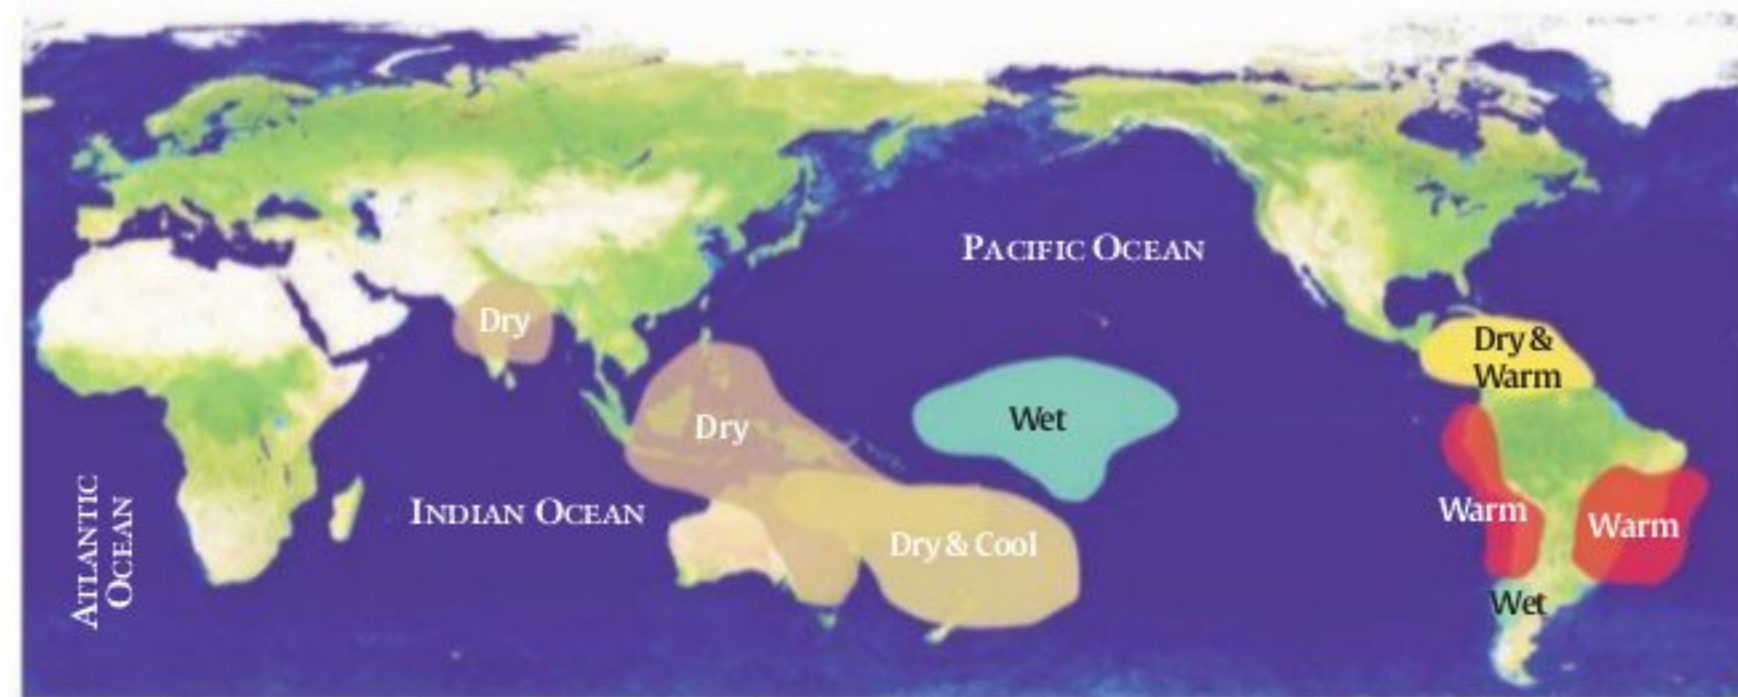 PACIFIC OCEAN
Dry
Dry &
Warm
Wet
Dry
ATLANTIC
OCEAN
INDIAN OCEAN
Warm
Warm
Dry & Cool
Wet